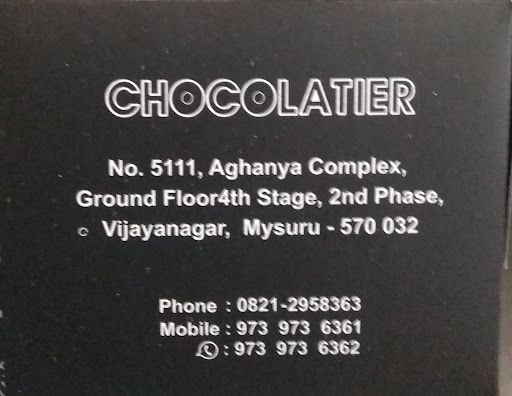 CHOCOLATIER
No. 5111, Aghanya Complex,
Ground Floor4th Stage, 2nd Phase,
Vijayanagar, Mysuru - 570 032
Phone : 0821-2958363
Mobile : 973 973 6361
: 973 973 6362